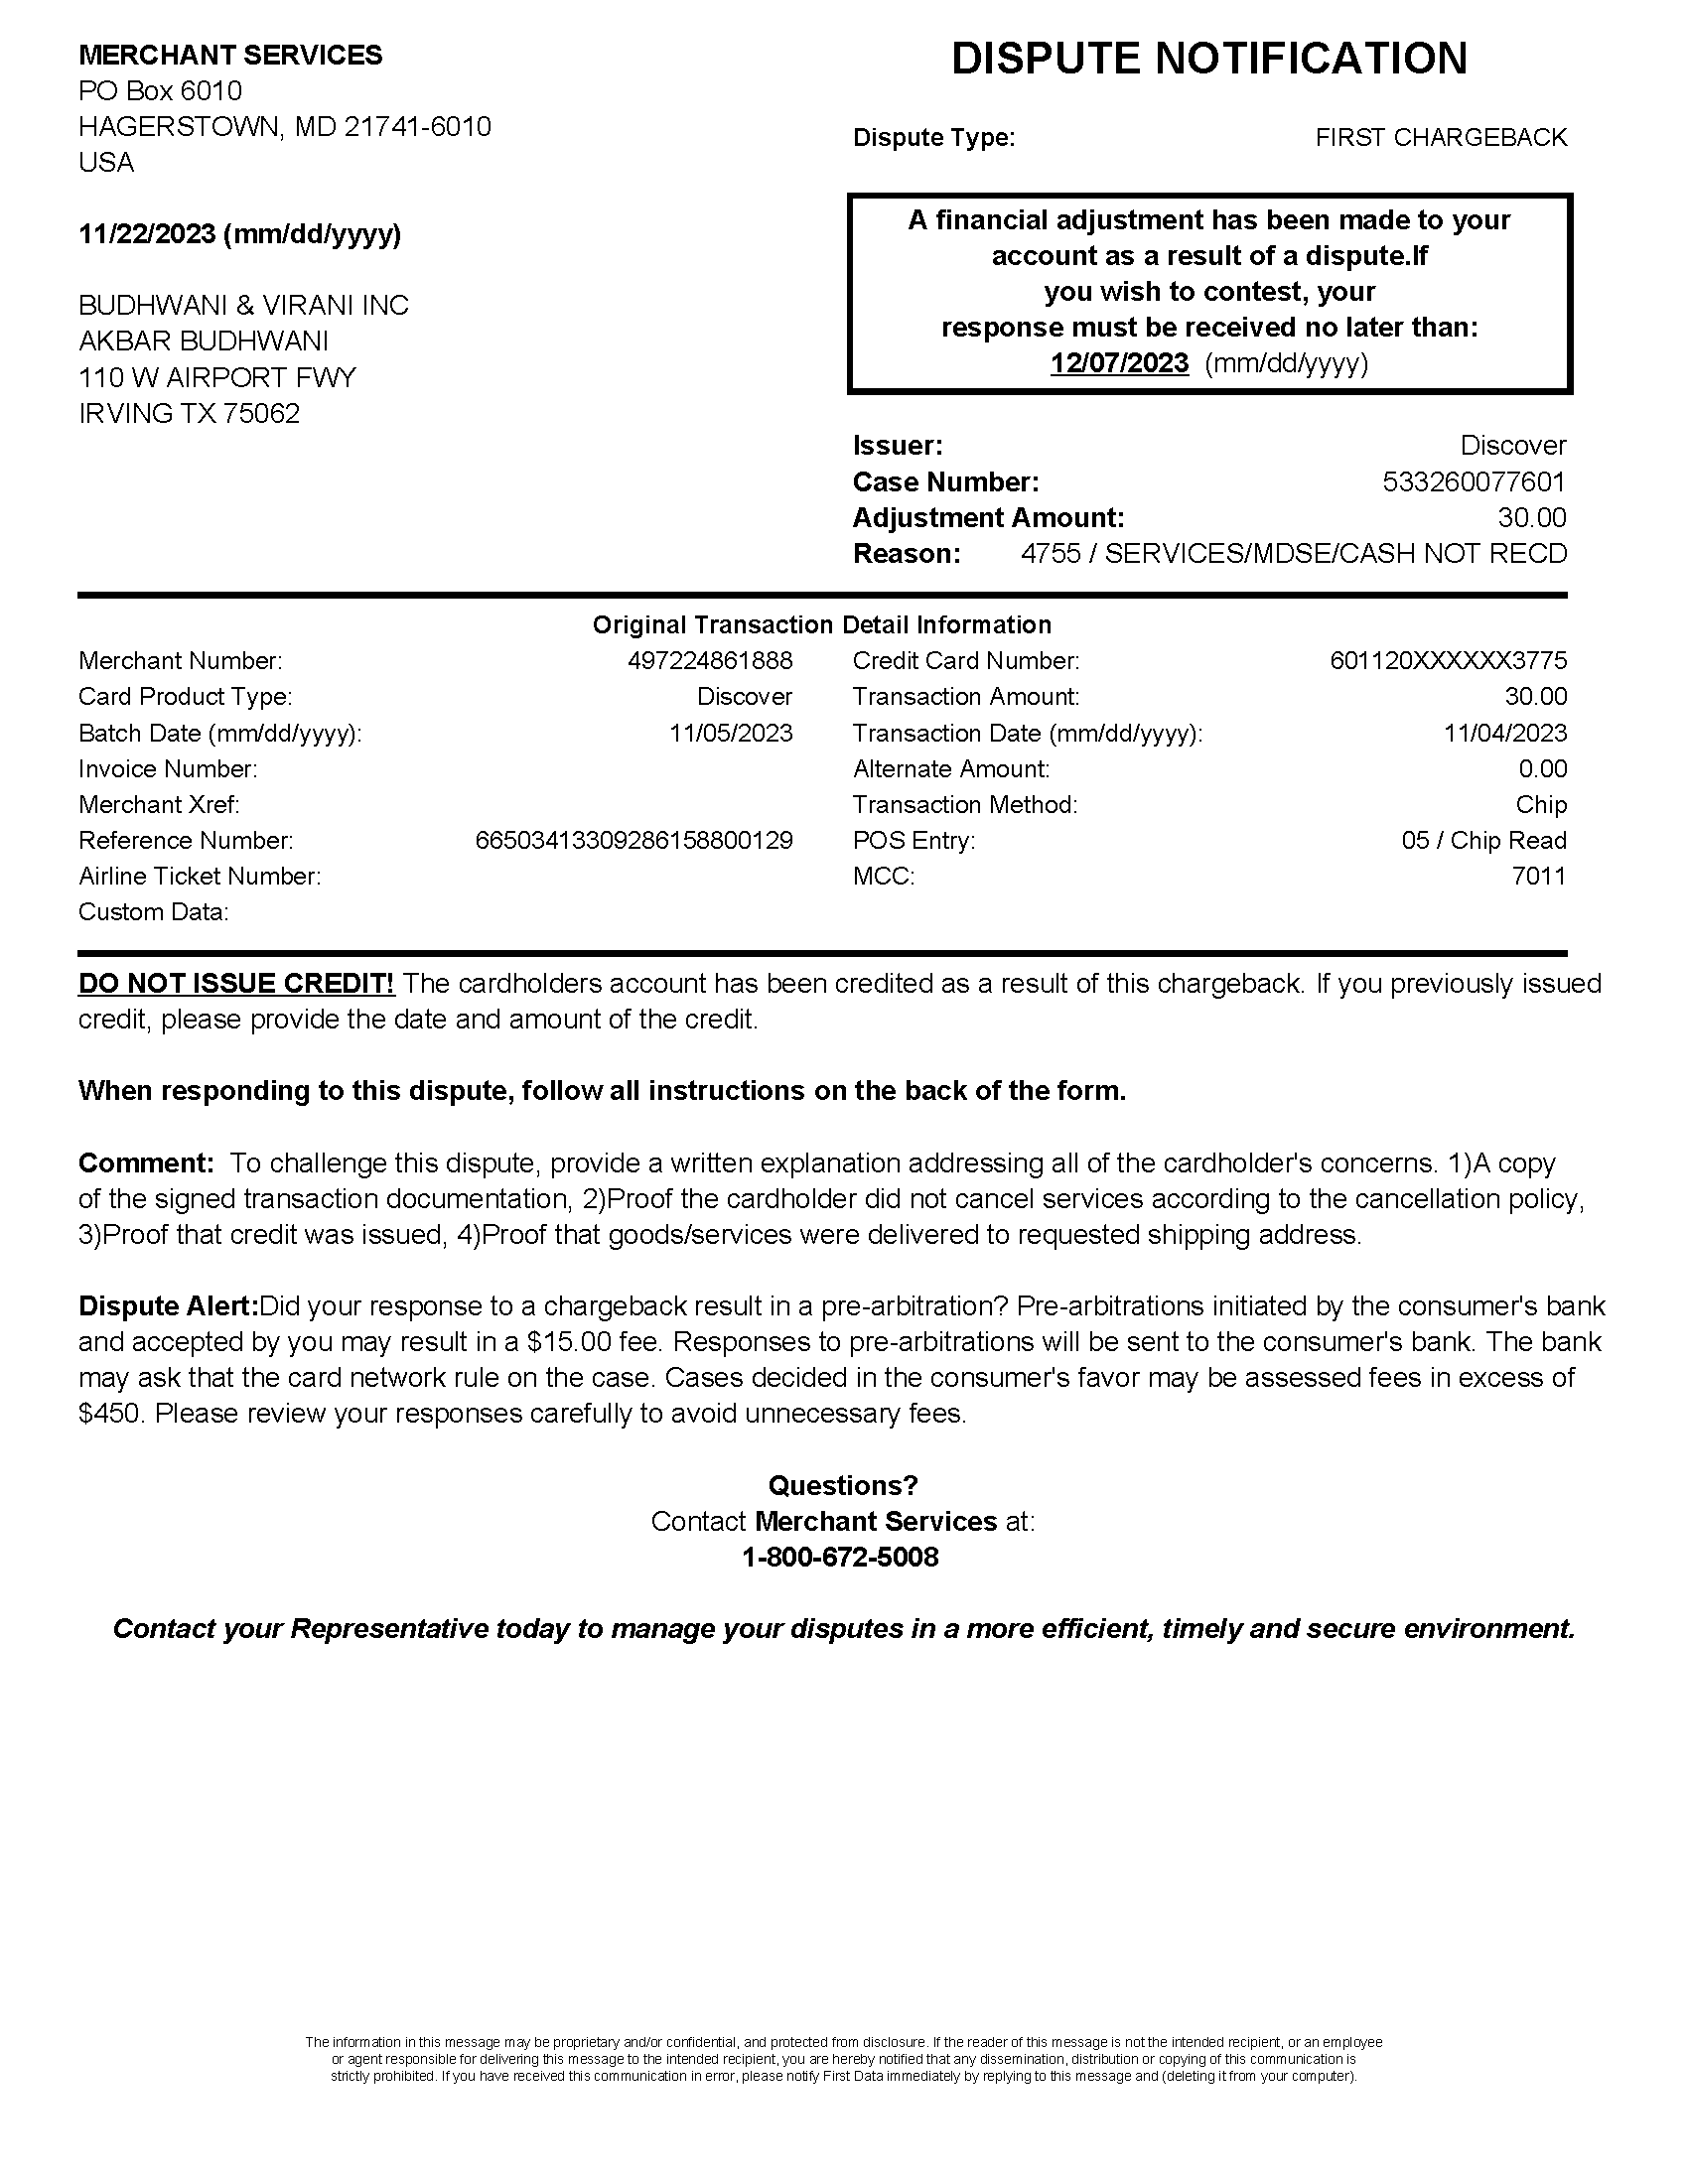 MERCHANT SERVICES
PO Box 6010
HAGERSTOWN, MD 21741-6010
USA
11/22/2023 (mm/dd/yyyy)
BUDHWANI & VIRANI INC
AKBAR BUDHWANI
110 W AIRPORT FWY
IRVING TX 75062
DISPUTE NOTIFICATION
Dispute Type: FIRST CHARGEBACK
A financial adjustment has been made to your
account as a result of a dispute.If
you wish to contest, your
response must be received no later than:
12/07/2023 (mm/dd/yyyy)
Issuer: Discover
Case Number: 533260077601
Adjustment Amount: 30.00
Reason: 4755 / SERVICES/MDSE/CASH NOT RECD
Original Transaction Detail Information
Merchant Number: 497224861888 Credit Card Number: 601120XXXXXX3775
Card Product Type: Discover Transaction Amount: 30.00
Batch Date (mm/dd/yyyy): 11/05/2023 Transaction Date (mm/dd/yyyy): 11/04/2023
Invoice Number: Alternate Amount: 0.00
Merchant Xref: Transaction Method: Chip
Reference Number: 66503413309286158800129 POS Entry: 05 / Chip Read
Airline Ticket Number: MCC: 7011
Custom Data:
DO NOT ISSUE CREDIT! The cardholders account has been credited as a result of this chargeback. If you previously issued
credit, please provide the date and amount of the credit.
When responding to this dispute, follow all instructions on the back of the form.
Comment: To challenge this dispute, provide a written explanation addressing all of the cardholder's concerns. 1)A copy
of the signed transaction documentation, 2)Proof the cardholder did not cancel services according to the cancellation policy,
3)Proof that credit was issued, 4)Proof that goods/services were delivered to requested shipping address.
Dispute Alert:Did your response to a chargeback result in a pre-arbitration? Pre-arbitrations initiated by the consumer's bank
and accepted by you may result in a $15.00 fee. Responses to pre-arbitrations will be sent to the consumer's bank. The bank
may ask that the card network rule on the case. Cases decided in the consumer's favor may be assessed fees in excess of
$450. Please review your responses carefully to avoid unnecessary fees.
Questions?
Contact Merchant Services at:
1-800-672-5008
Contact your Representative today to manage your disputes in a more efficient, timely and secure environment.
The information in this message may be proprietary and/or confidential, and protected from disclosure. If the reader of this message is not the intended recipient, or an employee
or agent responsible for delivering this message to the intended recipient, you are hereby notified that any dissemination, distribution or copying of this communication is
strictly prohibited. If you have received this communication in error, please notify First Data immediately by replying to this message and (deleting it from your computer).